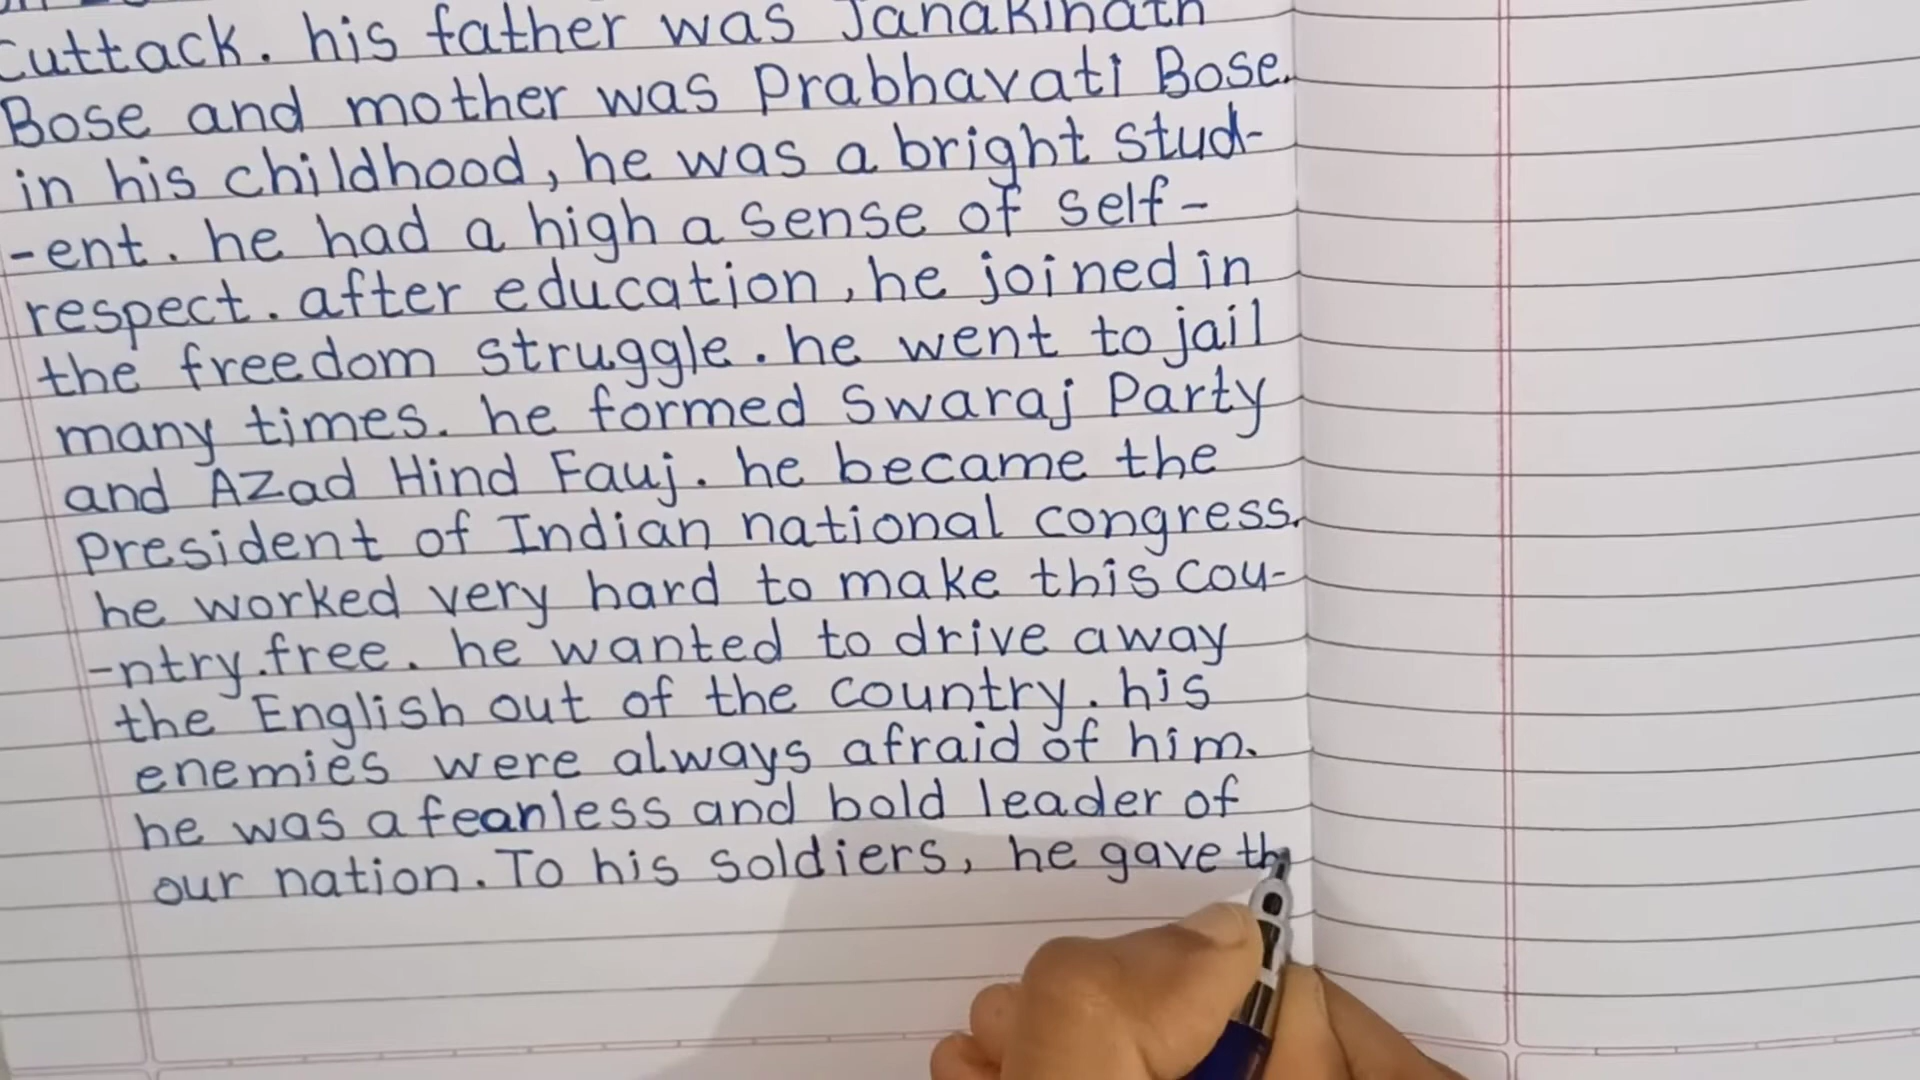 cuttack. his father was Janakinath
Bose and mother was Prabhavati Bose.
in his childhood, he was a bright stud-
-ent. he had a high a sense of self-
respect. after education, he joined in
the freedom struggle. he went to jail
many times. he formed Swaraj Party
and Azad Hind Fauj. he became the
President of Indian national congress.
he worked very hard to make this cou-
-ntry.free. he wanted to drive away
the English out of the country. his
enemies were always afraid of him.
he was a fearless and bold leader of
our nation. To his soldiers, he gave th